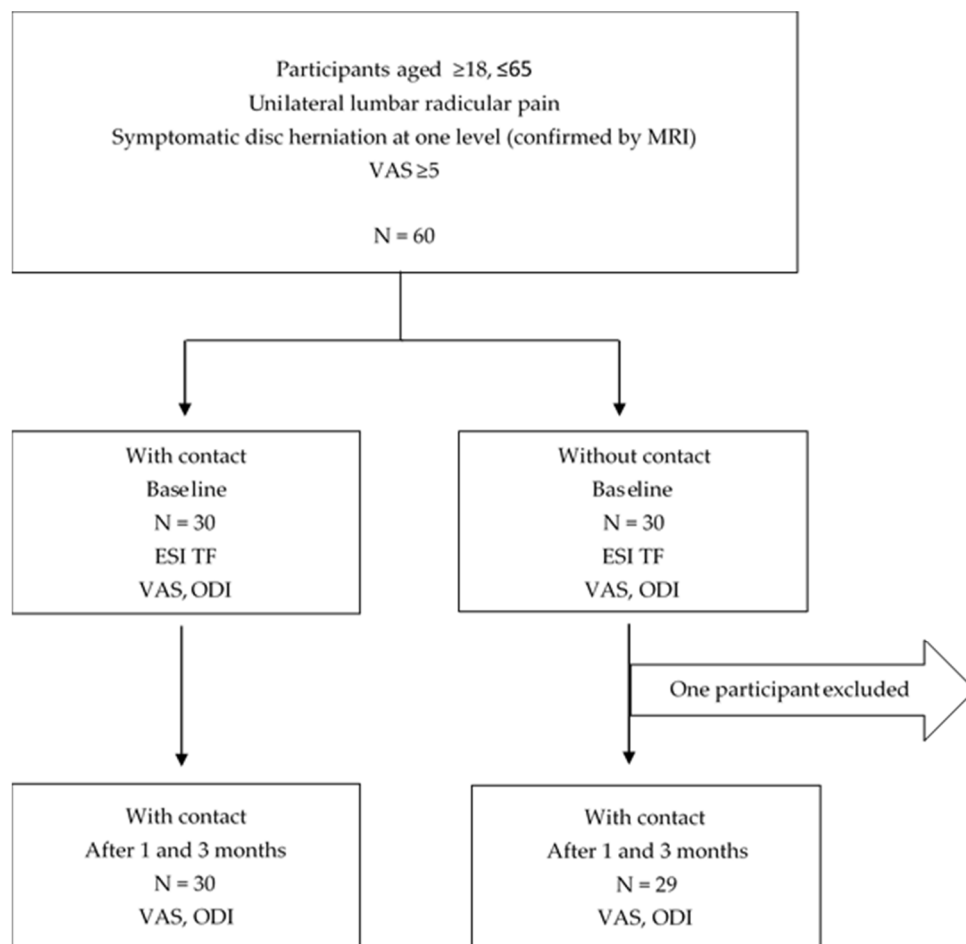 Participants aged ≥18, ≤65
Unilateral lumbar radicular pain
Symptomatic disc herniation at one level (confirmed by MRI)
VAS ≥5
N = 60
With contact
Baseline
N = 30
ESI TF
VAS, ODI
Without contact
Baseline
N = 30
ESI TF
VAS, ODI
One participant excluded
With contact
After 1 and 3 months
N = 30
VAS, ODI
With contact
After 1 and 3 months
N = 29
VAS, ODI